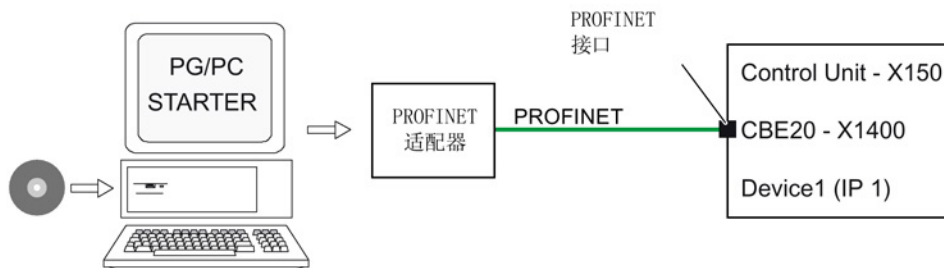 PG/PC
STARTER
PROFINET
适配器
PROFINET
PROFINET
接口
Control Unit - X150
CBE20 - X1400
Device1 (IP 1)